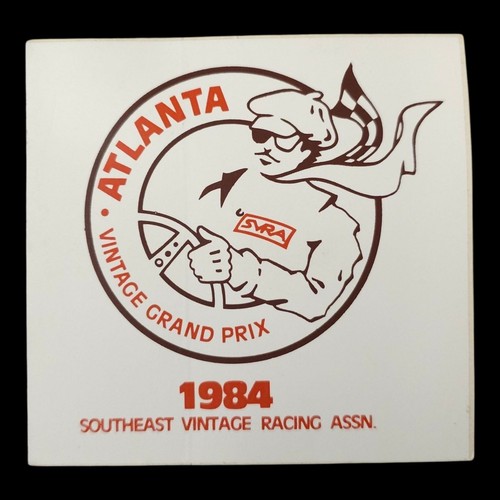 ATLANTA
• VINTAGE GRAND PRIX
SVRA
1984
SOUTHEAST VINTAGE RACING ASSN.